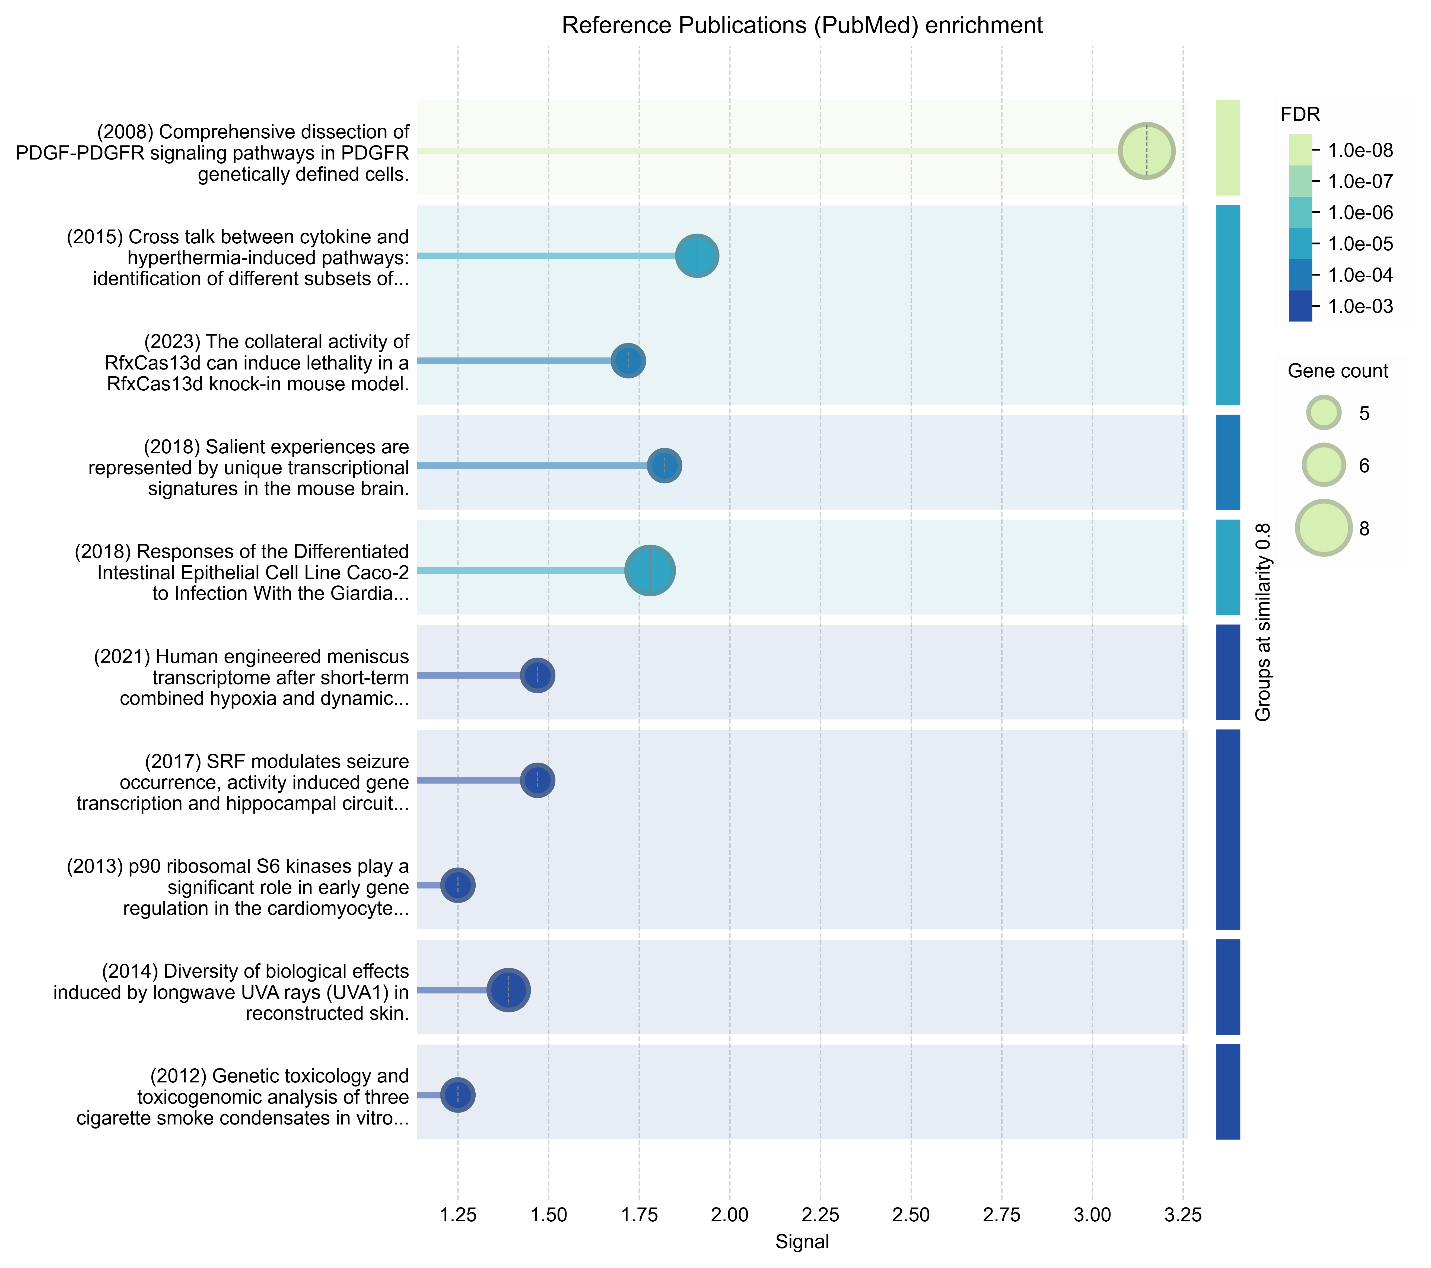 Reference Publications (PubMed) enrichment
(2008) Comprehensive dissection of
PDGF-PDGFR signaling pathways in PDGFR
genetically defined cells.
(2015) Cross talk between cytokine and
hyperthermia-induced pathways:
identification of different subsets of...
(2023) The collateral activity of
RfxCas13d can induce lethality in a
RfxCas13d knock-in mouse model.
(2018) Salient experiences are
represented by unique transcriptional
signatures in the mouse brain.
(2018) Responses of the Differentiated
Intestinal Epithelial Cell Line Caco-2
to Infection With the Giardia...
(2021) Human engineered meniscus
transcriptome after short-term
combined hypoxia and dynamic...
(2017) SRF modulates seizure
occurrence, activity induced gene
transcription and hippocampal circuit...
(2013) p90 ribosomal S6 kinases play a
significant role in early gene
regulation in the cardiomyocyte...
(2014) Diversity of biological effects
induced by longwave UVA rays (UVA1) in
reconstructed skin.
(2012) Genetic toxicology and
toxicogenomic analysis of three
cigarette smoke condensates in vitro...
1.25 1.50 1.75 2.00 2.25 2.50 2.75 3.00 3.25
Signal
Groups at similarity 0.8
FDR
1.0e-08
1.0e-07
1.0e-06
1.0e-05
1.0e-04
1.0e-03
Gene count
5
6
8